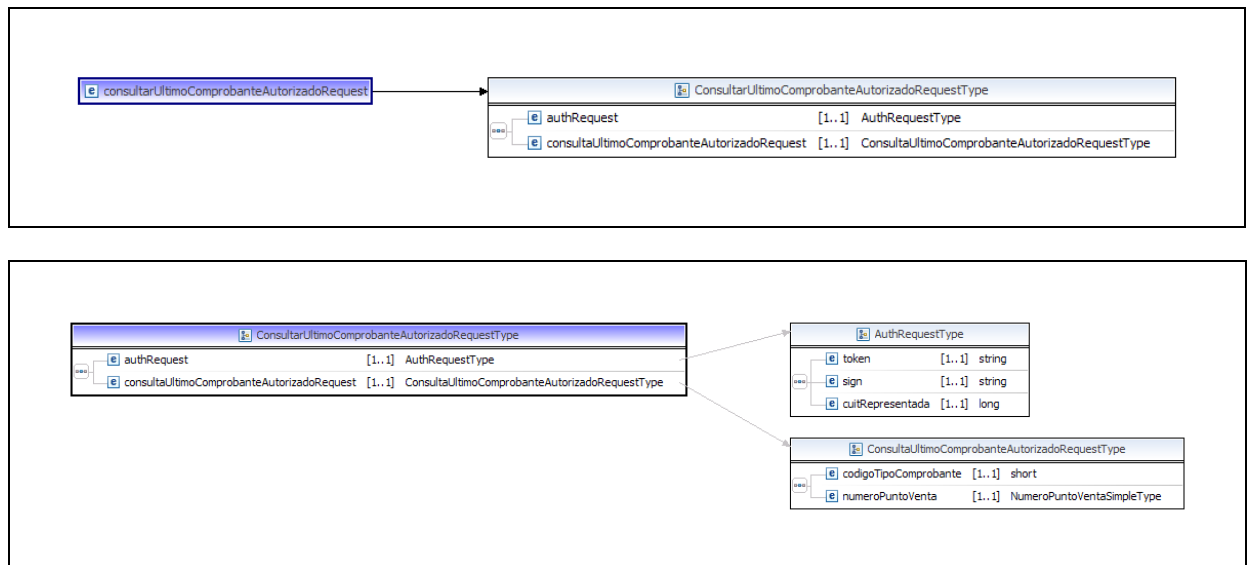 e consultarUltimoComprobanteAutorizadoRequest
ConsultarUltimoComprobanteAutorizadoRequestType
e authRequest [1..1] AuthRequestType
e consultaUltimoComprobanteAutorizadoRequest [1..1] ConsultaUltimoComprobanteAutorizadoRequestType
ConsultarUltimoComprobanteAutorizadoRequestType
e authRequest [1..1] AuthRequestType
e consultaUltimoComprobanteAutorizadoRequest [1..1] ConsultaUltimoComprobanteAutorizadoRequestType
AuthRequestType
e token [1..1] string
e sign [1..1] string
e cuitRepresentada [1..1] long
ConsultaUltimoComprobanteAutorizadoRequestType
e codigoTipoComprobante [1..1] short
e numeroPuntoVenta [1..1] NumeroPuntoVentaSimpleType